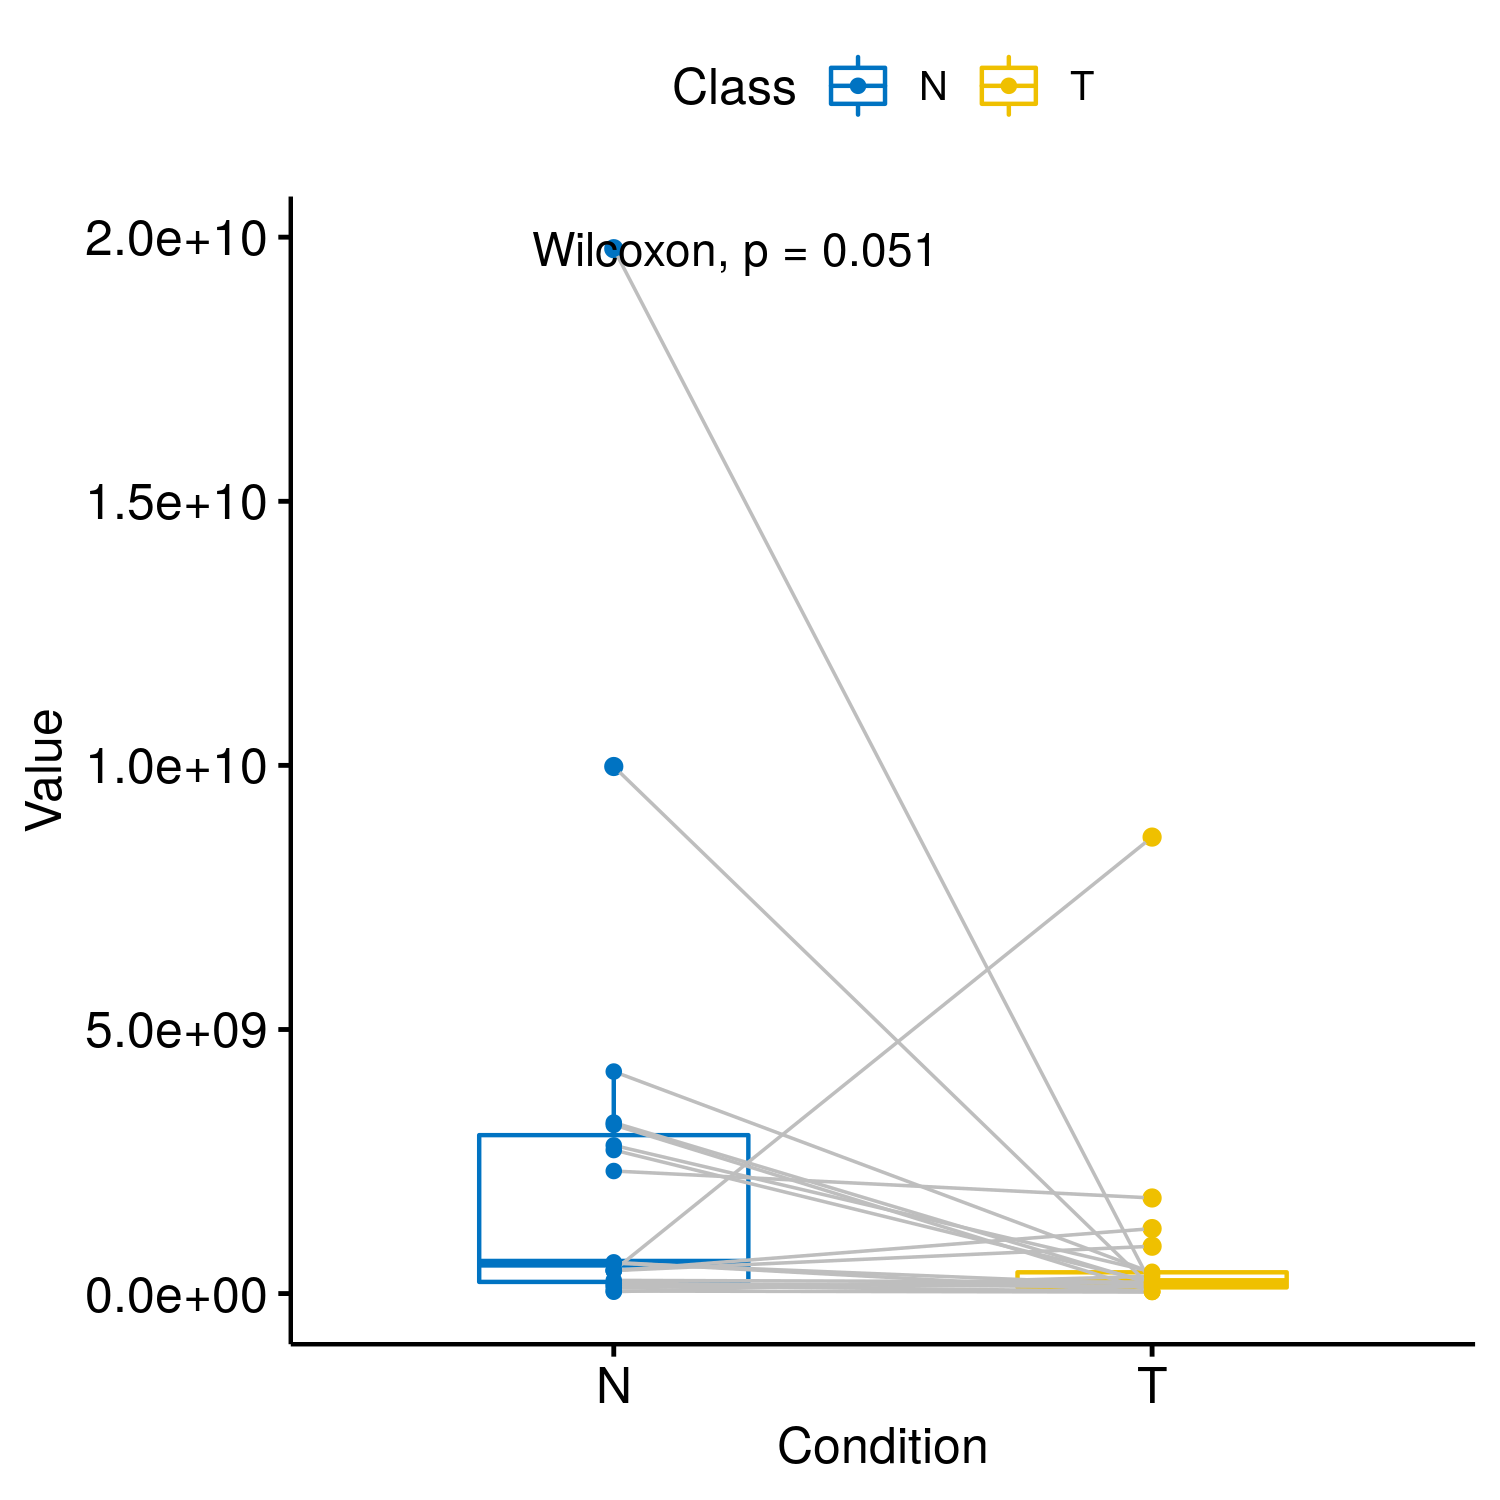 Class N T
2.0e+10
Wilcoxon, p = 0.051
1.5e+10
1.0e+10
5.0e+09
0.0e+00
Value
N T
Condition